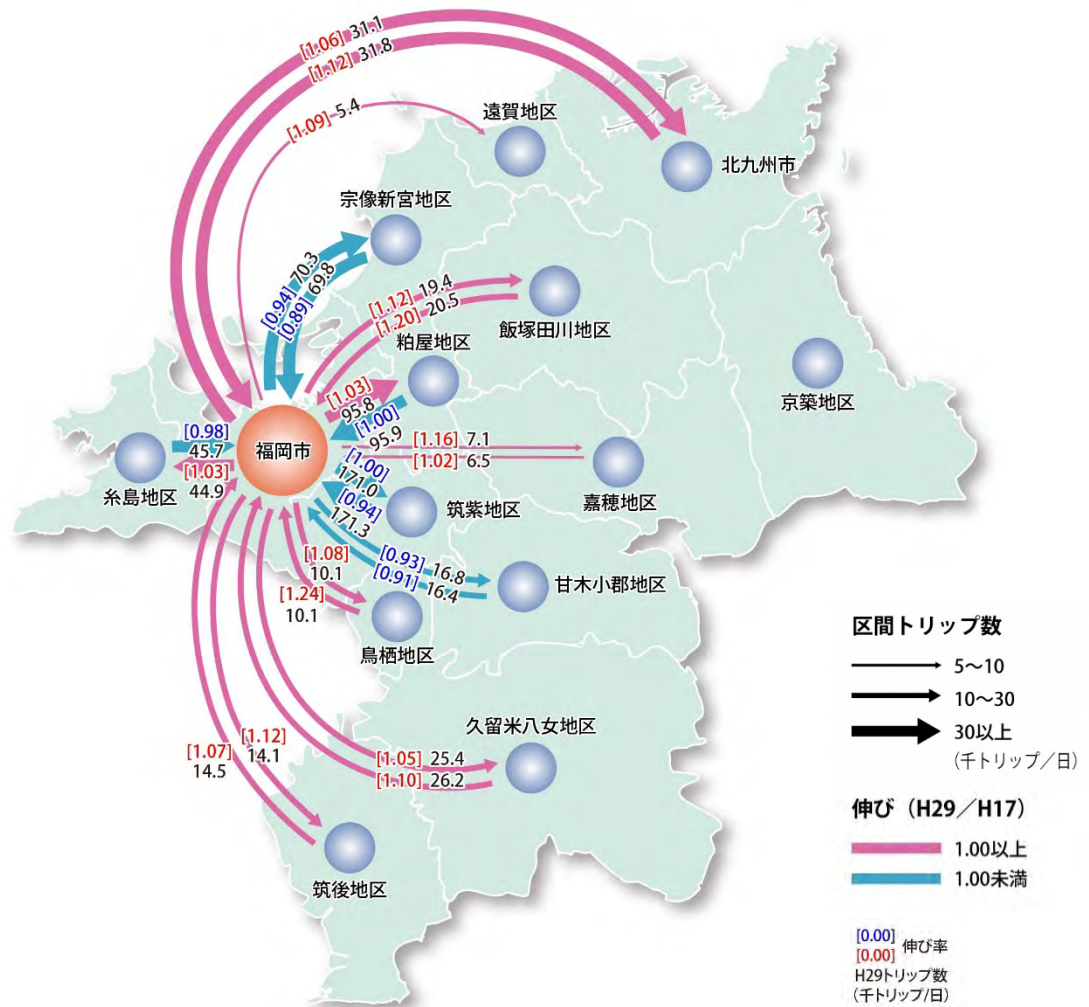 [1.06] 31.1
[1.12] 31.8
[1.09] 5.4
遠賀地区
北九州市
宗像新宮地区
[0.94] 70.3
[0.89] 69.8
[1.12] 19.4
[1.20] 20.5
飯塚田川地区
粕屋地区
京築地区
[1.03]
95.8
[1.00]
95.9
福岡市
[0.98]
45.7
[1.03]
44.9
糸島地区
[1.16] 7.1
[1.02] 6.5
嘉穂地区
[1.00]
171.0
[0.94]
171.3
筑紫地区
[0.93] 16.8
[0.91] 16.4
甘木小郡地区
[1.08]
10.1
[1.24]
10.1
鳥栖地区
久留米八女地区
[1.05] 25.4
[1.10] 26.2
[1.12]
14.1
[1.07]
14.5
筑後地区
区間トリップ数
5〜10
10〜30
30以上
(千トリップ/日)
伸び(H29/H17)
1.00以上
1.00未満
[0.00]
[0.00]
伸び率
H29トリップ数
(千トリップ/日)